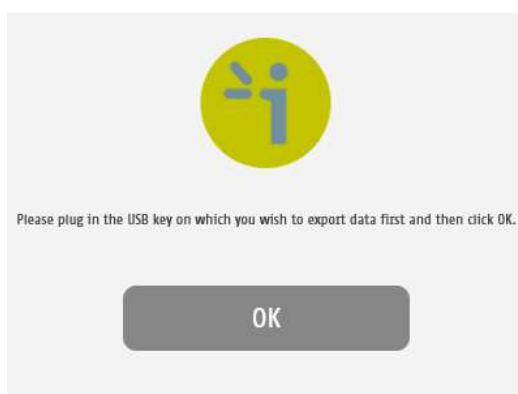 Please plug in the USB key on which you wish to export data first and then click OK.
OK